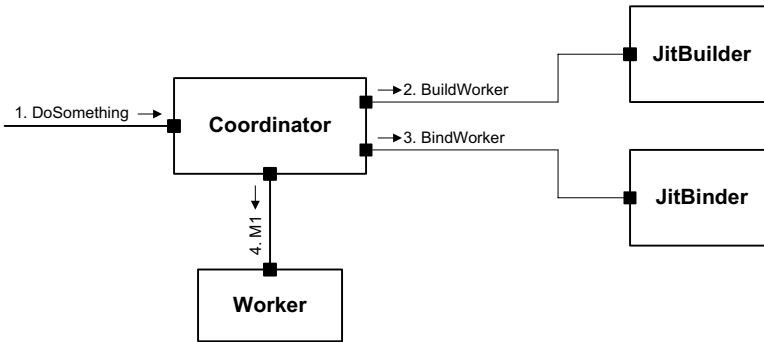 JitBuilder
2. BuildWorker
1. DoSomething
Coordinator
3. BindWorker
JitBinder
4. M1
Worker